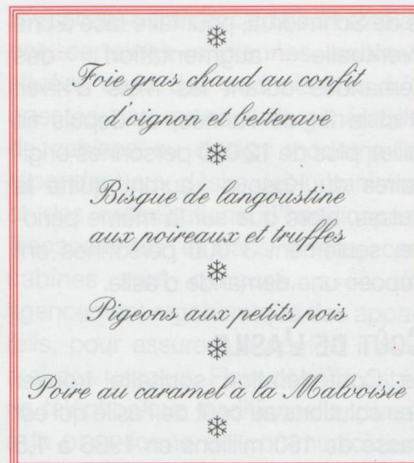 Foie gras chaud au confit
d'oignon et betterave
Bisque de langoustine
aux poireaux et truffes
Pigeons aux petits pois
Poire au caramel à la Malvoisie